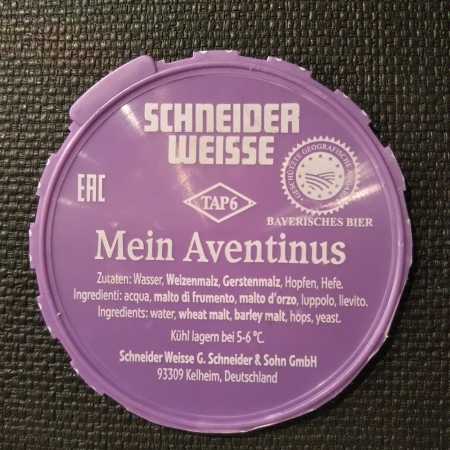 SCHNEIDER
WEISSE
EAC
GESCHÜTZTE GEOGRAFISCHE
TAP6
BAYERISCHES BIER
Mein Aventinus
Zutaten: Wasser, Weizenmalz, Gerstenmalz, Hopfen, Hefe.
Ingredienti: acqua, malto di frumento, malto d'orzo, luppolo, lievito.
Ingredients: water, wheat malt, barley malt, hops, yeast.
Kühl lagern bei 5-6 °C.
Schneider Weisse G. Schneider & Sohn GmbH
93309 Kelheim, Deutschland